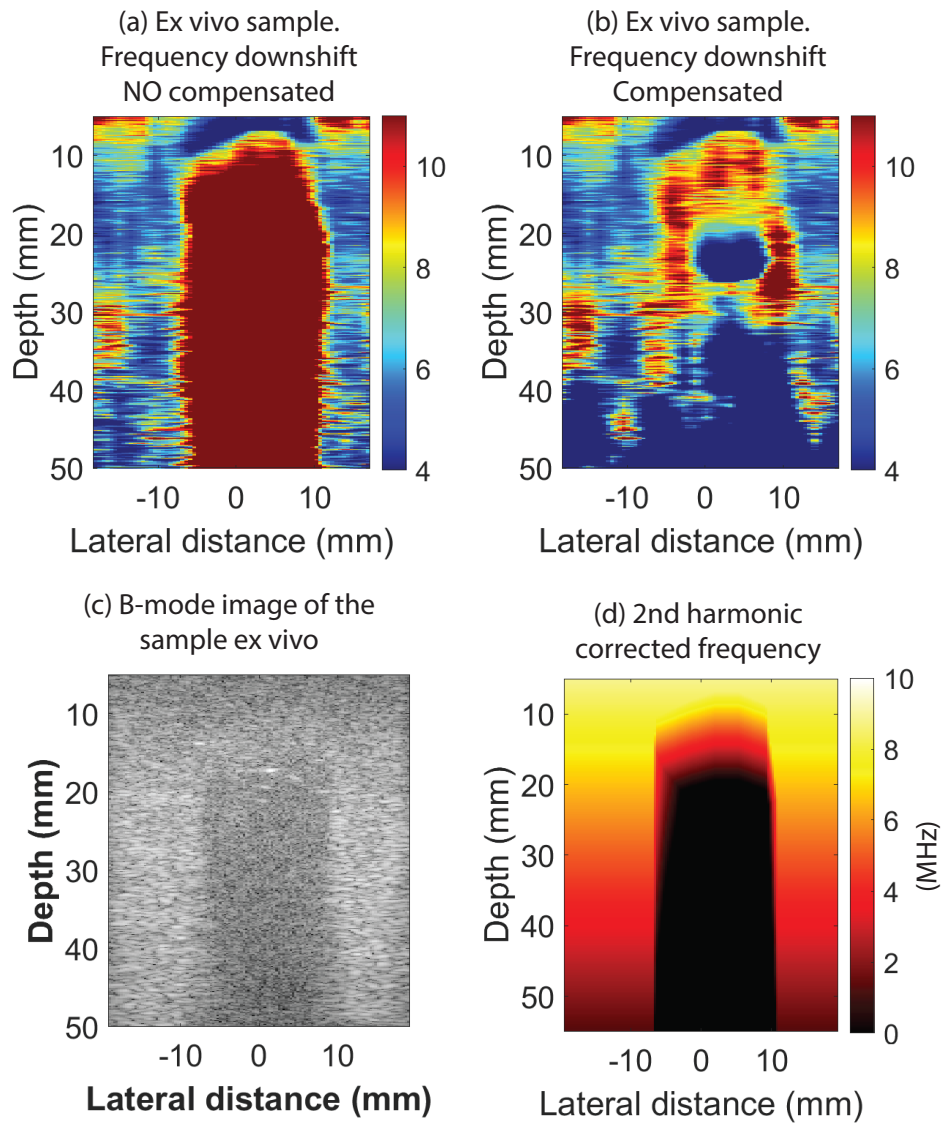 (a) Ex vivo sample.
Frequency downshift
NO compensated
10
20
30
40
50
Depth (mm)
-10 0 10
Lateral distance (mm)
10
8
6
4
(b) Ex vivo sample.
Frequency downshift
Compensated
10
20
30
40
50
Depth (mm)
-10 0 10
Lateral distance (mm)
10
8
6
4
(c) B-mode image of the
sample ex vivo
10
20
30
40
50
Depth (mm)
-10 0 10
Lateral distance (mm)
(d) 2nd harmonic
corrected frequency
10
20
30
40
50
Depth (mm)
-10 0 10
Lateral distance (mm)
10
8
6
4
2
0
(MHz)